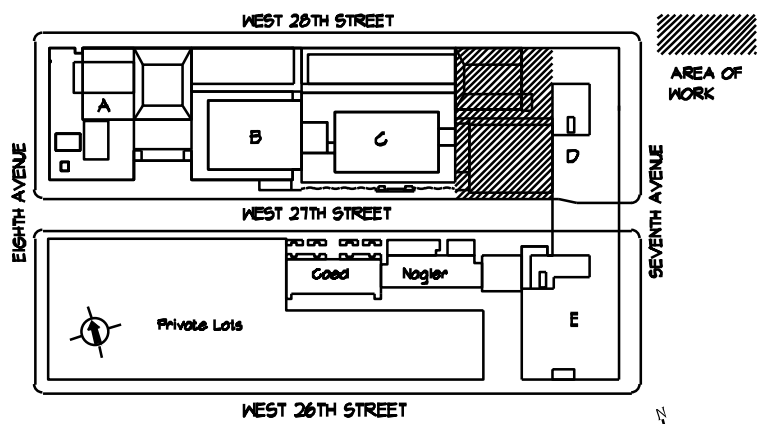 WEST 28TH STREET
AREA OF
WORK
A
B
C
D
EIGHTH AVENUE
SEVENTH AVENUE
WEST 27TH STREET
Coed
Nagler
E
Private Lots
WEST 26TH STREET
N